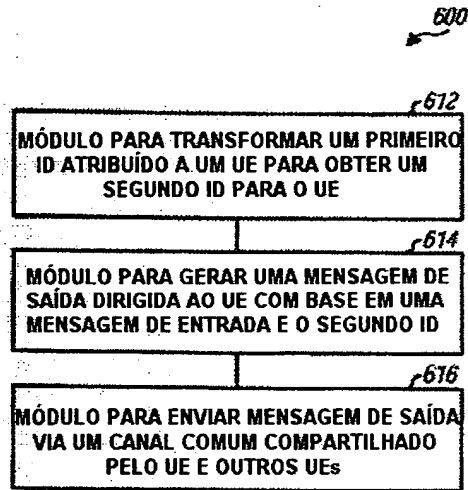 600
612
MÓDULO PARA TRANSFORMAR UM PRIMEIRO
ID ATRIBUÍDO A UM UE PARA OBTER UM
SEGUNDO ID PARA O UE
614
MÓDULO PARA GERAR UMA MENSAGEM DE
SAÍDA DIRIGIDA AO UE COM BASE EM UMA
MENSAGEM DE ENTRADA E O SEGUNDO ID
616
MÓDULO PARA ENVIAR MENSAGEM DE SAÍDA
VIA UM CANAL COMUM COMPARTILHADO
PELO UE E OUTROS UEs